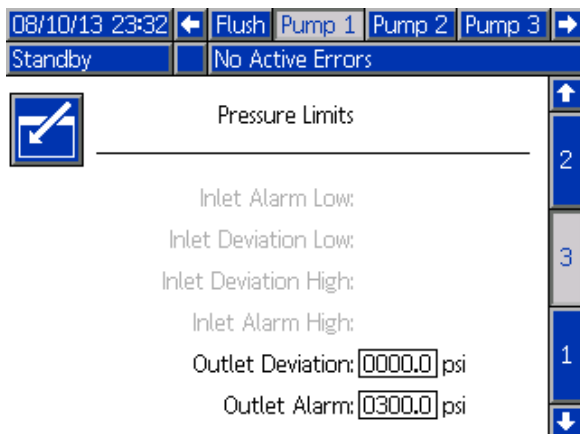 08/10/13 23:32 Flush Pump 1 Pump 2 Pump 3
Standby No Active Errors
Pressure Limits
2
Inlet Alarm Low:
Inlet Deviation Low:
3
Inlet Deviation High:
Inlet Alarm High:
Outlet Deviation: 0000.0 psi
1
Outlet Alarm: 0300.0 psi